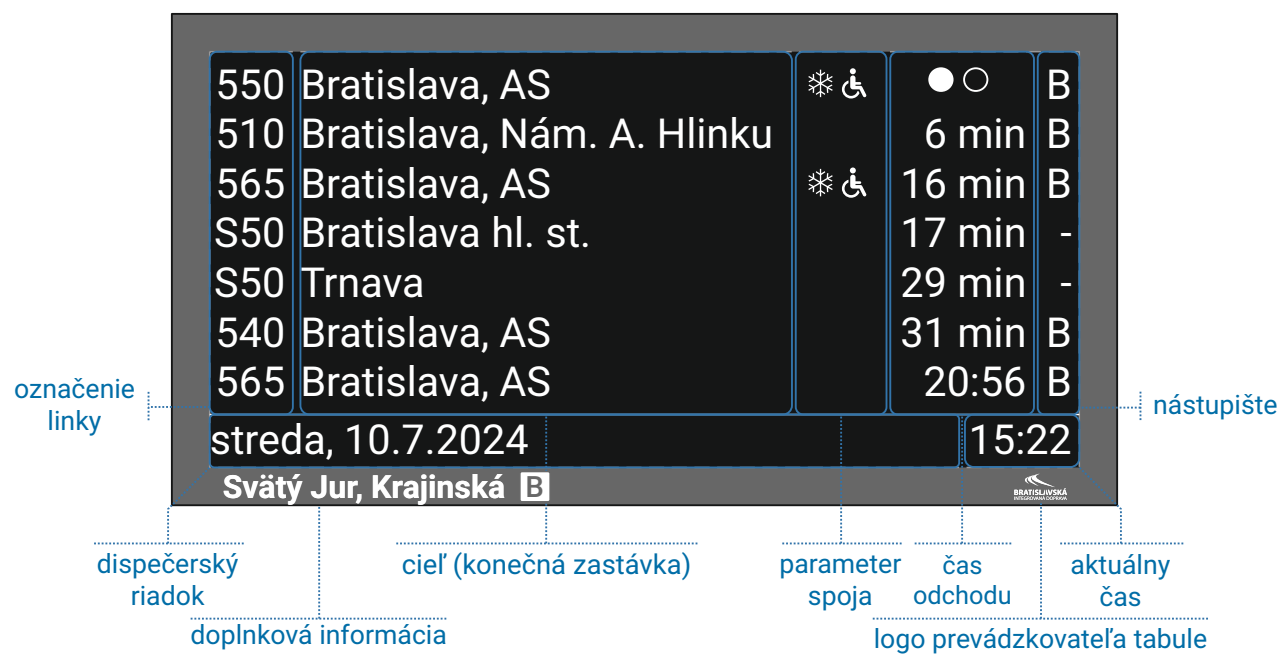 550 Bratislava, AS B
510 Bratislava, Nám. A. Hlinku 6 min B
565 Bratislava, AS 16 min B
S50 Bratislava hl. st. 17 min -
S50 Trnava 29 min -
540 Bratislava, AS 31 min B
565 Bratislava, AS 20:56 B
streda, 10.7.2024 15:22
Svätý Jur, Krajinská B
BRATISLAVSKÁ
INTEGROVANÁ DOPRAVA
označenie
linky
nástupište
dispečerský
riadok
cieľ (konečná zastávka)
parameter
spoja
čas
odchodu
aktuálny
čas
doplnková informácia
logo prevádzkovateľa tabule